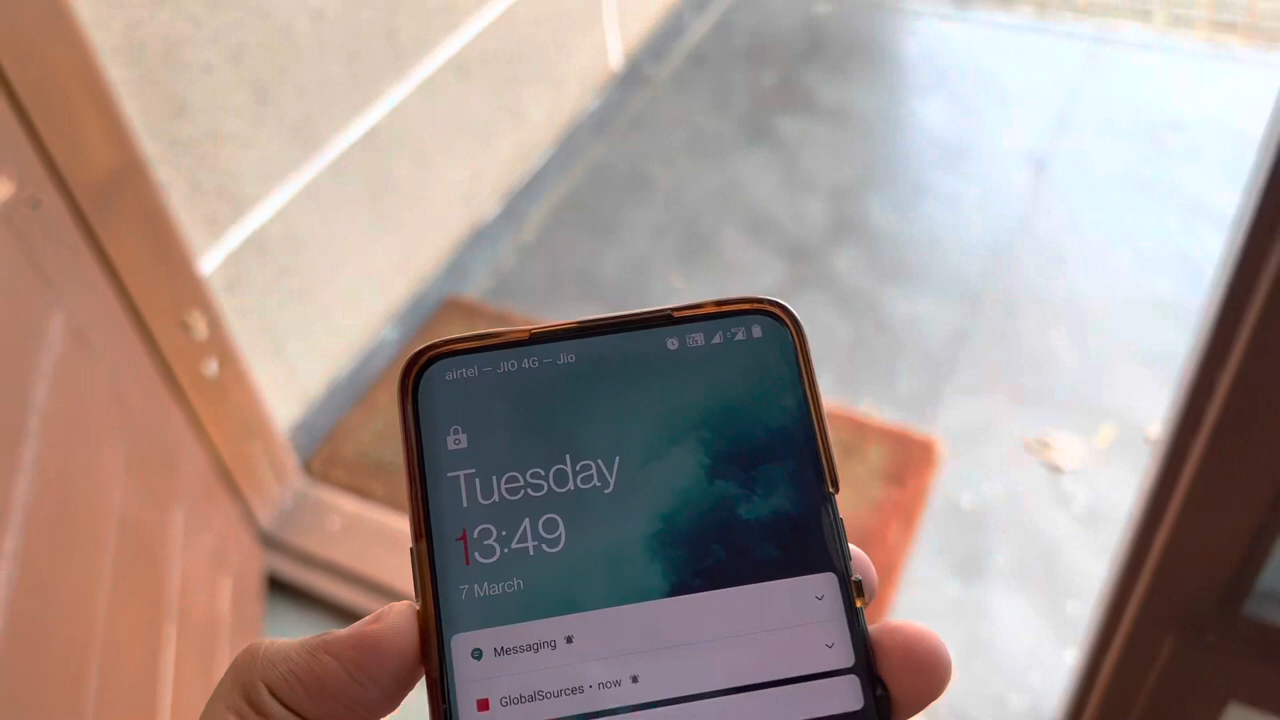 airtel — JIO 4G — Jio
Tuesday
13:49
7 March
Messaging
GlobalSources • now